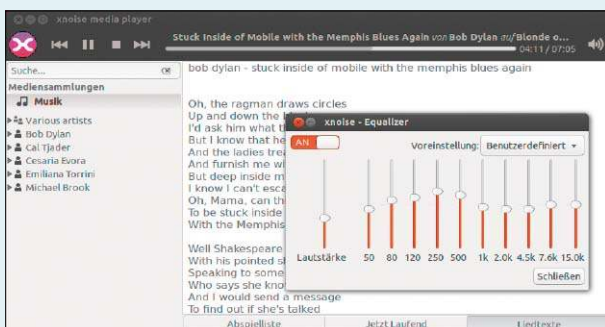 xnoise media player
Stuck Inside of Mobile with the Memphis Blues Again von Bob Dylan auf Blonde o...
04:11 / 07:05
Suche...
Mediensammlungen
Musik
Various artists
Bob Dylan
Cal Tjader
Cesaria Evora
Emiliana Torrini
Michael Brook
bob dylan - stuck inside of mobile with the memphis blues again
Oh, the ragman draws circles
Up and down the
I'd ask him what
But I know that he
And the ladies
And furnish me
But deep inside m
I know I can't
Oh, Mama, can
To be stuck inside
With the Memphis
Well Shakespeare
With his pointed
Speaking to some
Who says she
And I would send a message
To find out if she's talked
xnoise - Equalizer
AN
Voreinstellung: Benutzerdefiniert
Lautstärke 50 80 120 250 500 1k 2.0k 4.5k 7.6k 15.0k
Schließen
Abspielliste Jetzt Laufend Liedtexte